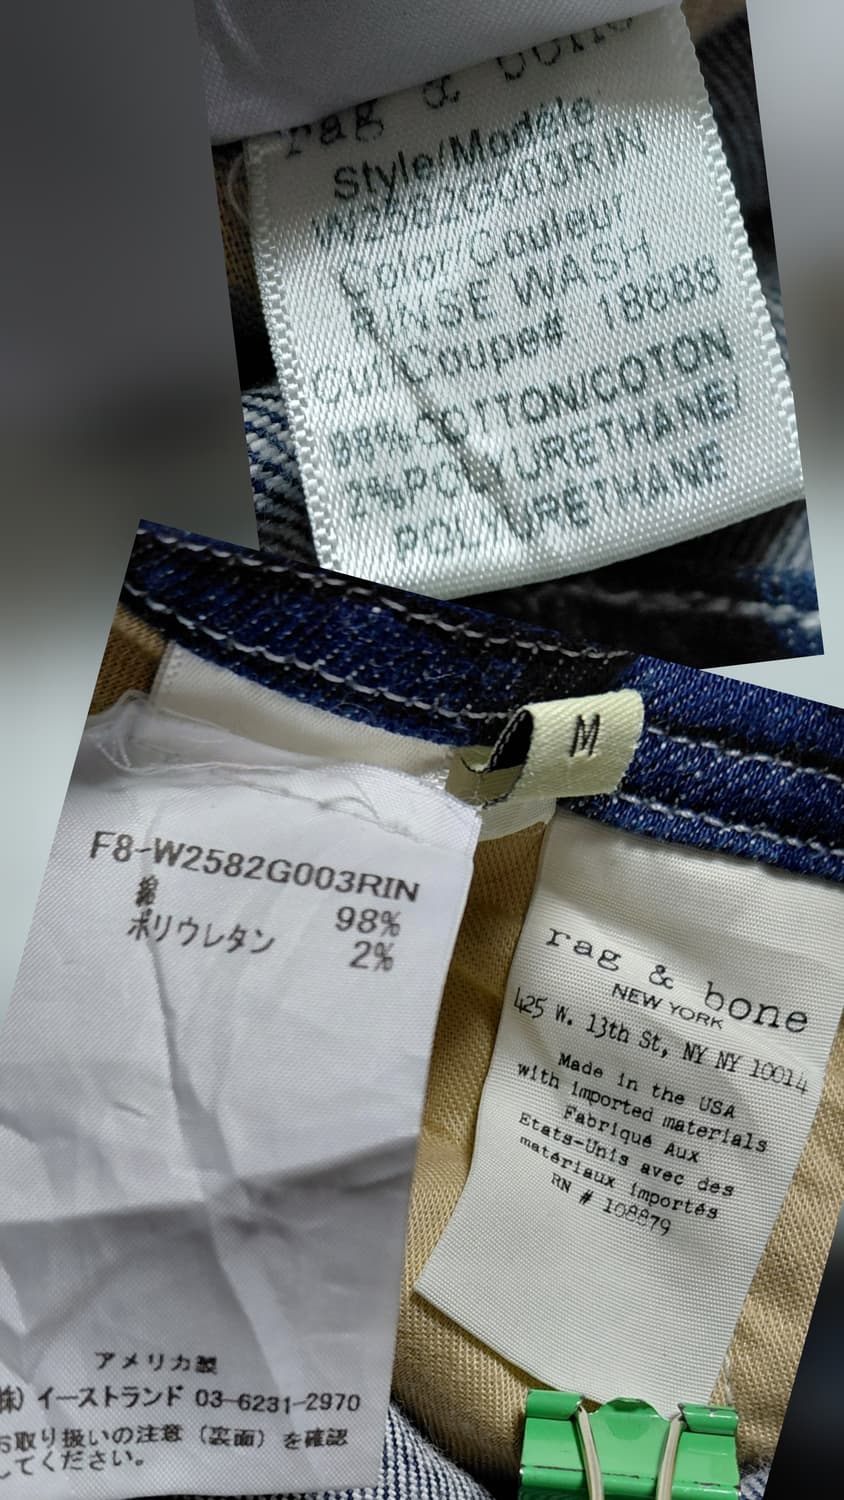 rag & bone
Style/Modèle
W2582G003RIN
Color/Couleur
RINSE WASH
Cut/Coupe#: 18088
98% COTTON/COTON
2% POLYURETHANE/
POLYURETHANE
M
F8-W2582G003RIN
綿 98%
ポリウレタン 2%
アメリカ製
株) イーストランド 03-6231-2970
お取り扱いの注意（裏面）を確認
してください。
rag & bone
NEW YORK
425 W. 13th St, NY NY 10014
Made in the USA
with imported materials
Fabriqué Aux
Etats-Unis avec des
matériaux importés
RN # 108879